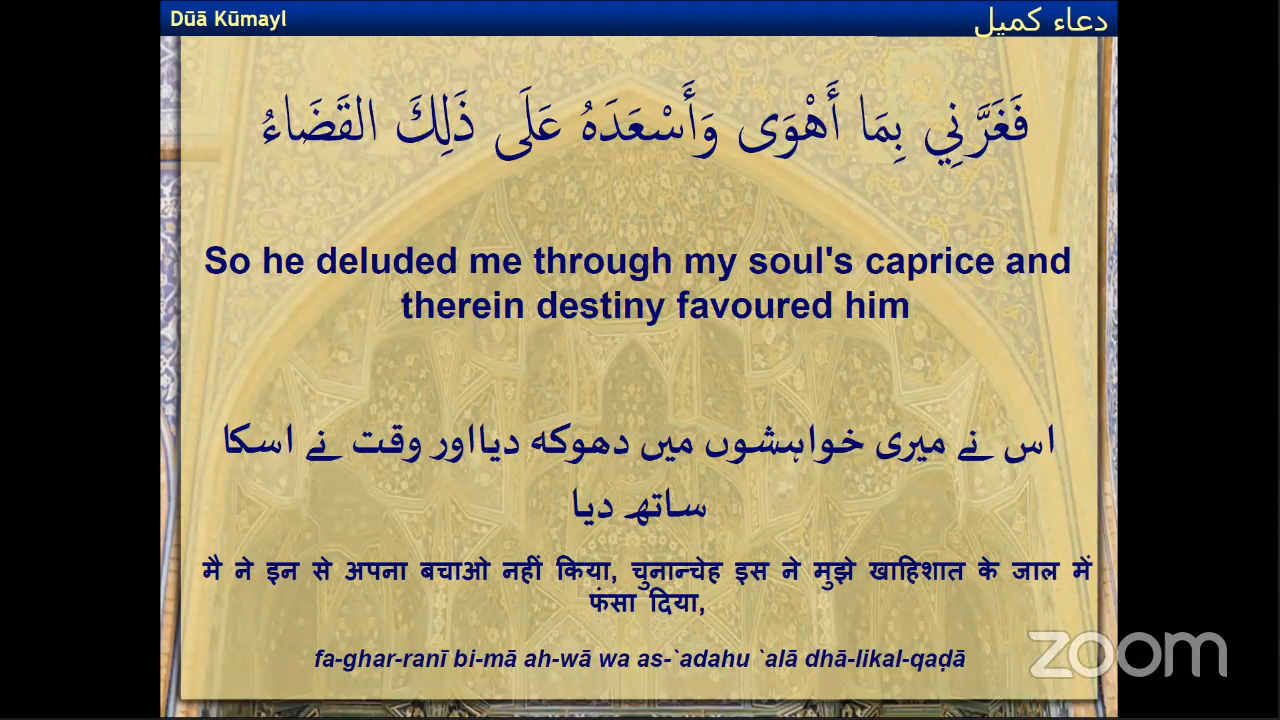 Dūā Kūmayl
دعاء كميل
فَغَرَّنِي بِمَا أَهْوَى وَأَسْعَدَهُ عَلَى ذَلِكَ القَضَاءُ
So he deluded me through my soul's caprice and
therein destiny favoured him
اس نے میری خواہشوں میں دھوکہ دیااور وقت نے اسکا
ساتھ دیا
मै ने इन से अपना बचाओ नहीं किया, चुनान्चेह इस ने मुझे खाहिशात के जाल में
फंसा दिया,
fa-ghar-ranī bi-mā ah-wā wa as-`adahu `alā dhā-likal-qaḍā
zoom